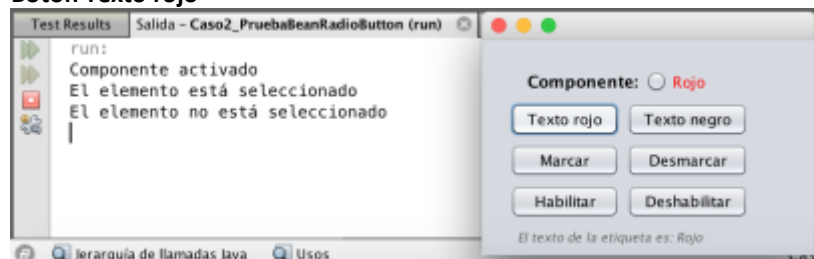 Botón Texto rojo
Test Results Salida – Caso2_PruebaBeanRadioButton (run)
run:
Componente activado
El elemento está seleccionado
El elemento no está seleccionado
Componente: Rojo
Texto rojo Texto negro
Marcar Desmarcar
Habilitar Deshabilitar
El texto de la etiqueta es: Rojo
Jerarquía de llamadas Java Usos